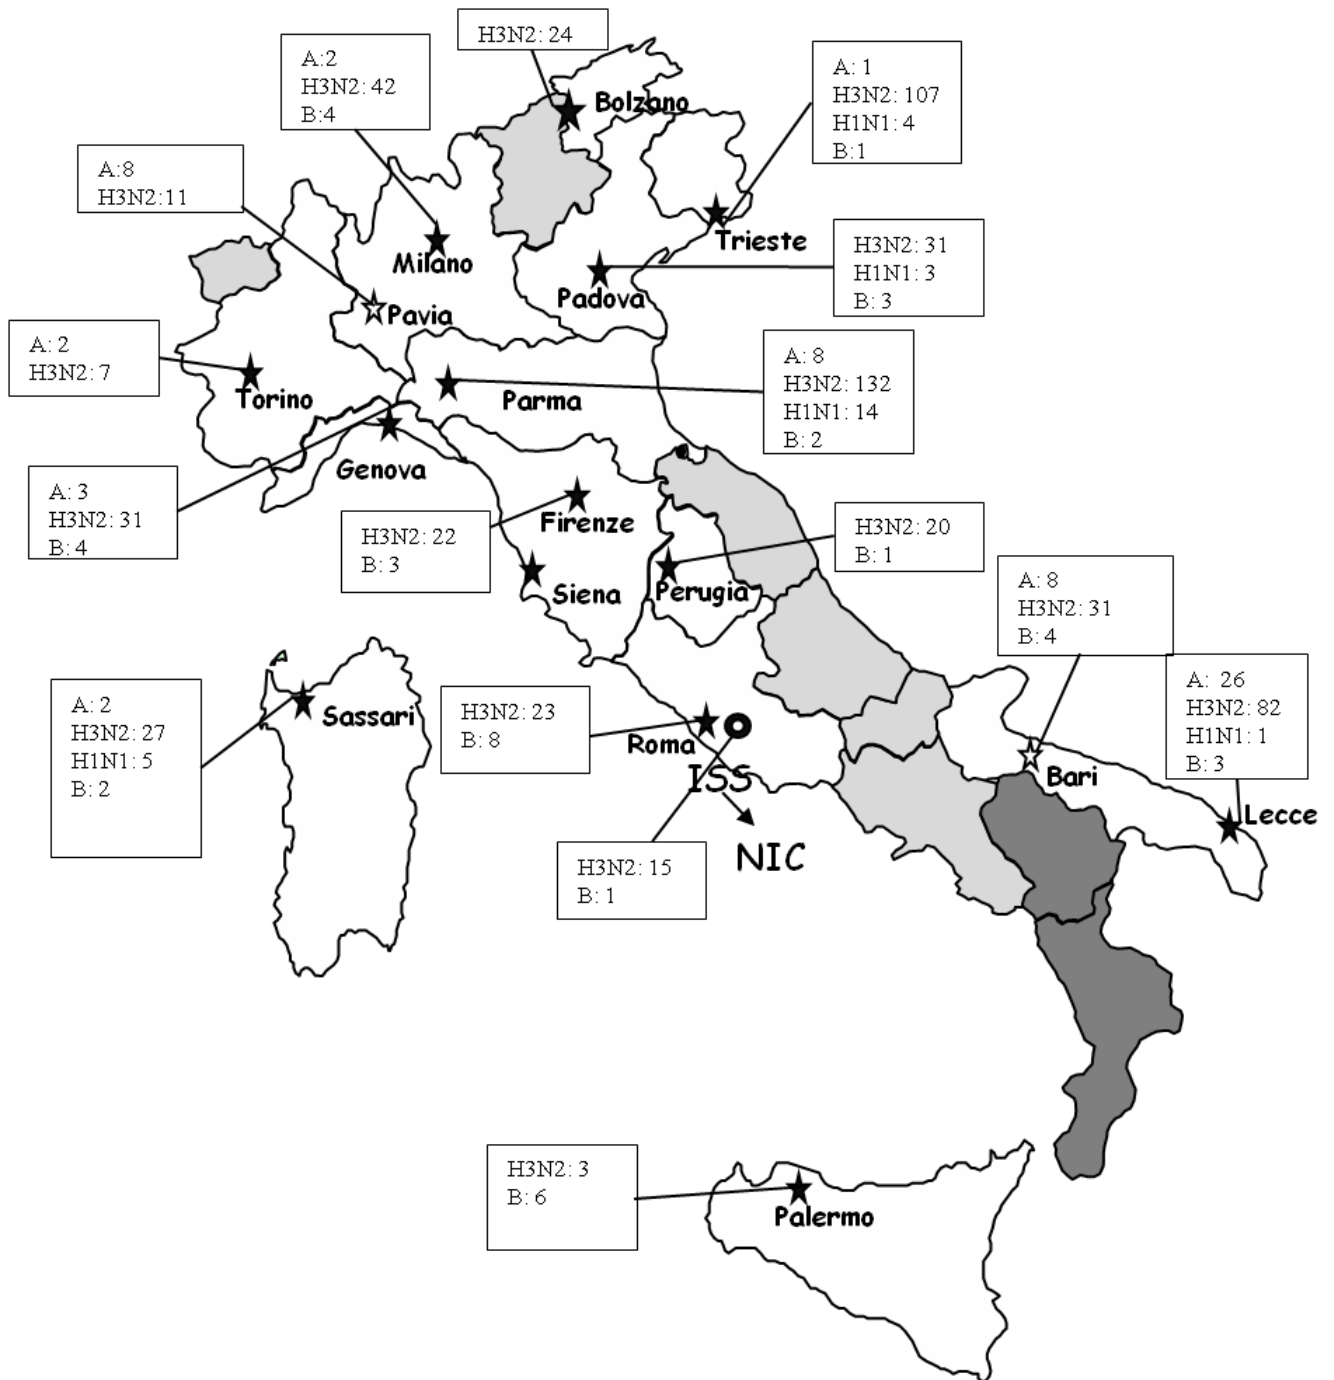 H3N2: 24
A:2
H3N2: 42
B:4
A: 1
H3N2: 107
H1N1: 4
B:1
Bolzano
A:8
H3N2:11
Trieste
Milano
H3N2: 31
H1N1: 3
B: 3
Padova
Pavia
A: 2
H3N2: 7
Torino
A: 8
H3N2: 132
H1N1: 14
B: 2
Parma
Genova
A: 3
H3N2: 31
B: 4
H3N2: 22
B: 3
Firenze
H3N2: 20
B: 1
Siena
Perugia
A: 8
H3N2: 31
B: 4
A: 26
H3N2: 82
H1N1: 1
B: 3
A: 2
H3N2: 27
H1N1: 5
B: 2
Sassari
H3N2: 23
B: 8
Roma
ISS
Bari
Lecce
NIC
H3N2: 15
B: 1
H3N2: 3
B: 6
Palermo